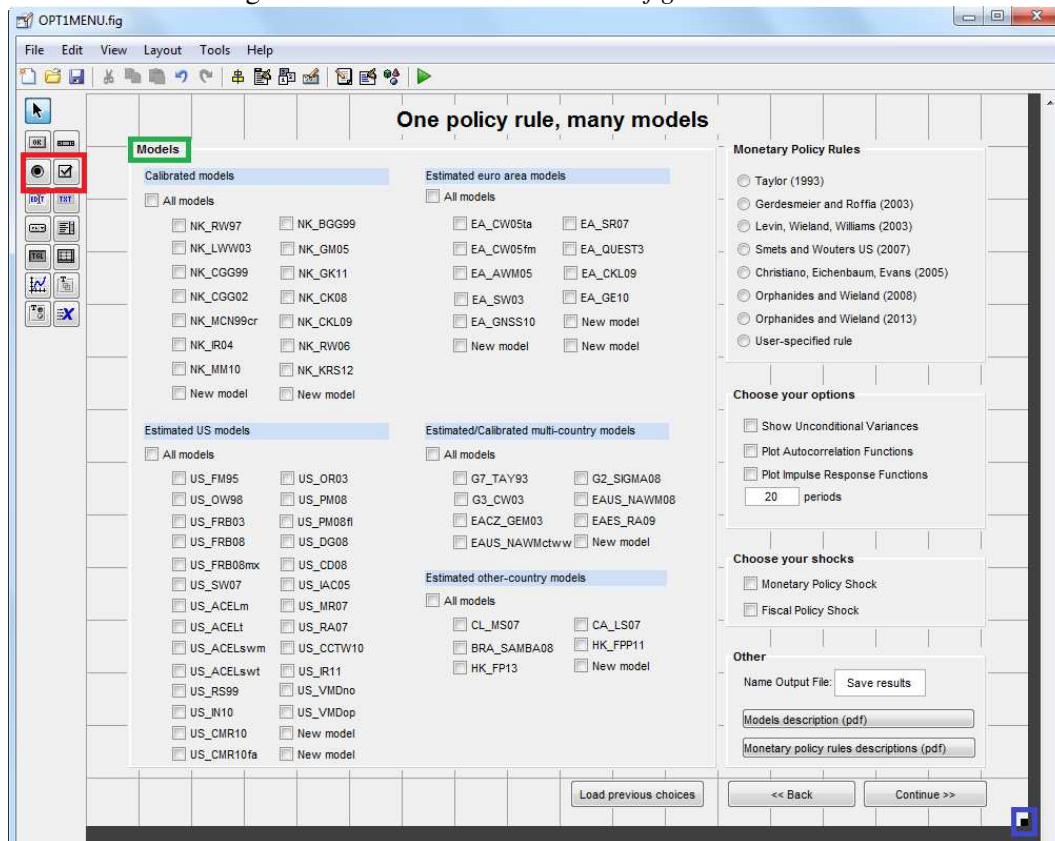 OPT1MENU.fig
File Edit View Layout Tools Help
One policy rule, many models
Models
Calibrated models
All models
NK_RW97 NK_BGG99
NK_LWW03 NK_GM05
NK_CGG99 NK_GK11
NK_CGG02 NK_CK08
NK_MCN99cr NK_CKL09
NK_IR04 NK_RW06
NK_MM10 NK_KRS12
New model New model
Estimated euro area models
All models
EA_CW05ta EA_SR07
EA_CW05fm EA_QUEST3
EA_AWM05 EA_CKL09
EA_SW03 EA_GE10
EA_GNSS10 New model
New model New model
Estimated US models
All models
US_FM95 US_OR03
US_OW98 US_PM08
US_FRB03 US_PM08fl
US_FRB08 US_DG08
US_FRB08mx US_CD08
US_SW07 US_IAC05
US_ACELm US_MR07
US_ACELt US_RA07
US_ACELswm US_CCTW10
US_ACELswt US_IR11
US_RS99 US_VMDno
US_IN10 US_VMDop
US_CMR10 New model
US_CMR10fa New model
Estimated/Calibrated multi-country models
All models
G7_TAY93 G2_SIGMA08
G3_CW03 EAUS_NAWM08
EACZ_GEM03 EAES_RA09
EAUS_NAWMctww New model
Estimated other-country models
All models
CL_MS07 CA_LS07
BRA_SAMBA08 HK_FPP11
HK_FP13 New model
Monetary Policy Rules
Taylor (1993)
Gerdesmeier and Roffia (2003)
Levin, Wieland, Williams (2003)
Smets and Wouters US (2007)
Christiano, Eichenbaum, Evans (2005)
Orphanides and Wieland (2008)
Orphanides and Wieland (2013)
User-specified rule
Choose your options
Show Unconditional Variances
Plot Autocorrelation Functions
Plot Impulse Response Functions
20 periods
Choose your shocks
Monetary Policy Shock
Fiscal Policy Shock
Other
Name Output File: Save results
Models description (pdf)
Monetary policy rules descriptions (pdf)
Load previous choices << Back Continue >>